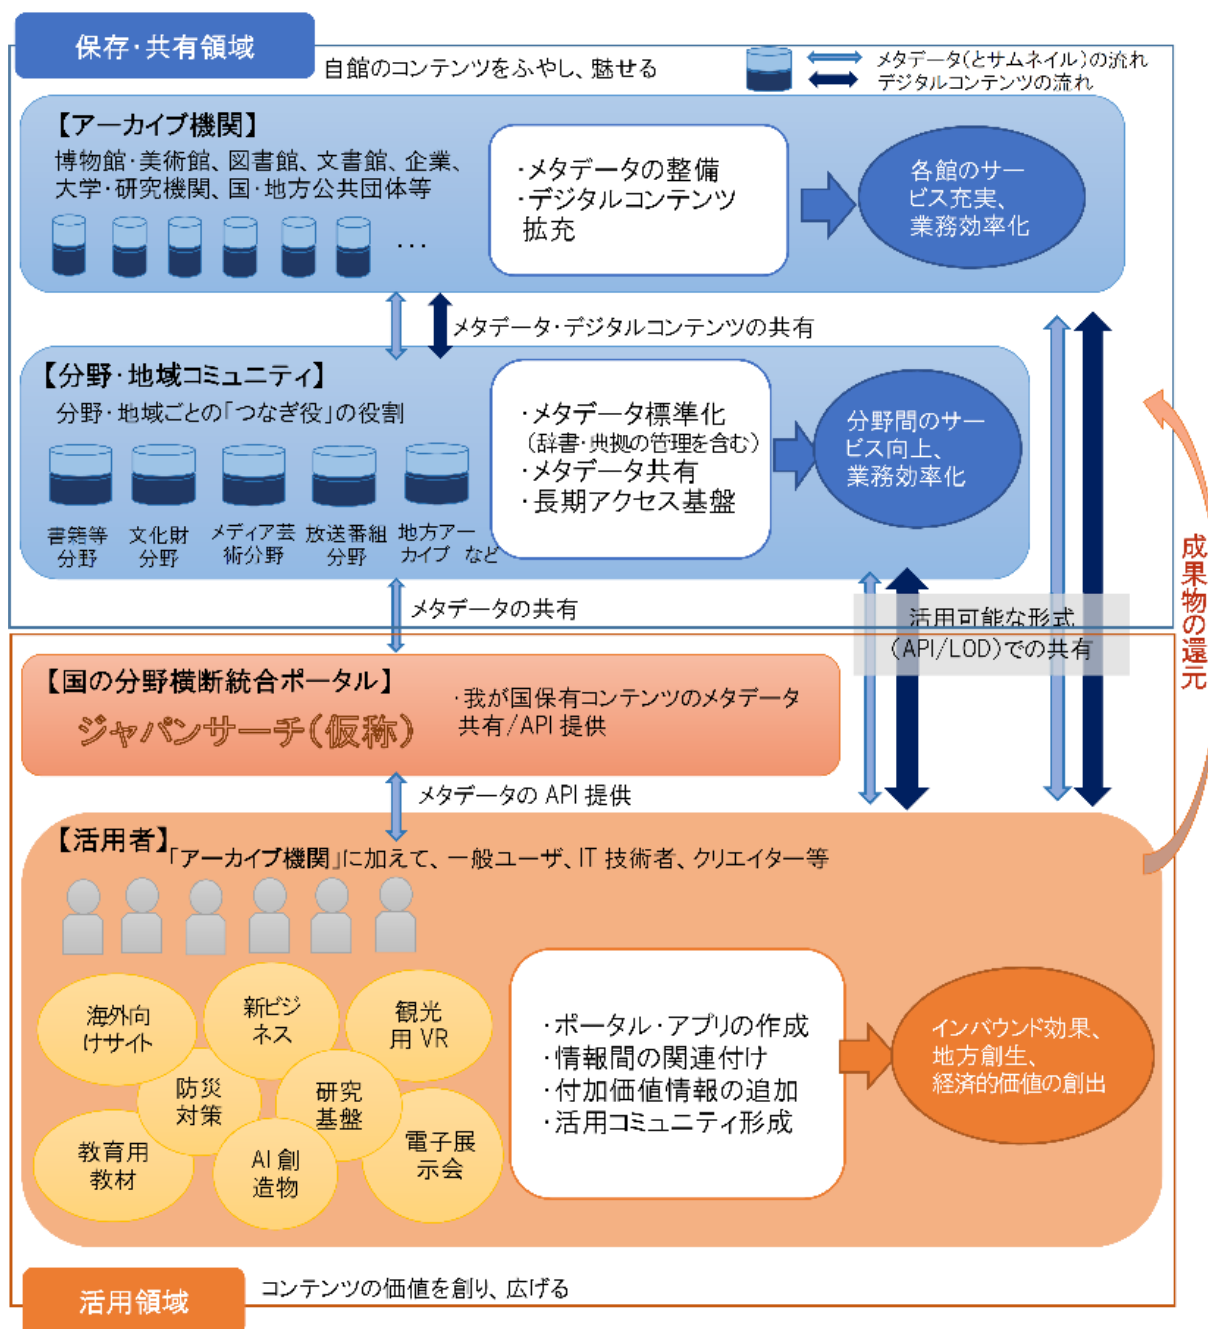 保存・共有領域
自館のコンテンツをふやし、魅せる
メタデータ(とサムネイル)の流れ
デジタルコンテンツの流れ
【アーカイブ機関】
博物館・美術館、図書館、文書館、企業、
大学・研究機関、国・地方公共団体等
…
・メタデータの整備
・デジタルコンテンツ
拡充
各館のサー
ビス充実、
業務効率化
メタデータ・デジタルコンテンツの共有
【分野・地域コミュニティ】
分野・地域ごとの「つなぎ役」の役割
書籍等
分野
文化財
分野
メディア芸
術分野
放送番組
分野
地方アー
カイブ など
・メタデータ標準化
(辞書・典拠の管理を含む)
・メタデータ共有
・長期アクセス基盤
分野間のサー
ビス向上、
業務効率化
メタデータの共有
活用可能な形式
(API/LOD)での共有
成果物の還元
【国の分野横断統合ポータル】
ジャパンサーチ(仮称)
・我が国保有コンテンツのメタデータ
共有/API 提供
メタデータの API 提供
【活用者】
「アーカイブ機関」に加えて、一般ユーザ、IT 技術者、クリエイター等
海外向
けサイト
新ビジ
ネス
観光
用 VR
防災
対策
研究
基盤
教育用
教材
AI 創
造物
電子展
示会
・ポータル・アプリの作成
・情報間の関連付け
・付加価値情報の追加
・活用コミュニティ形成
インバウンド効果、
地方創生、
経済的価値の創出
活用領域
コンテンツの価値を創り、広げる